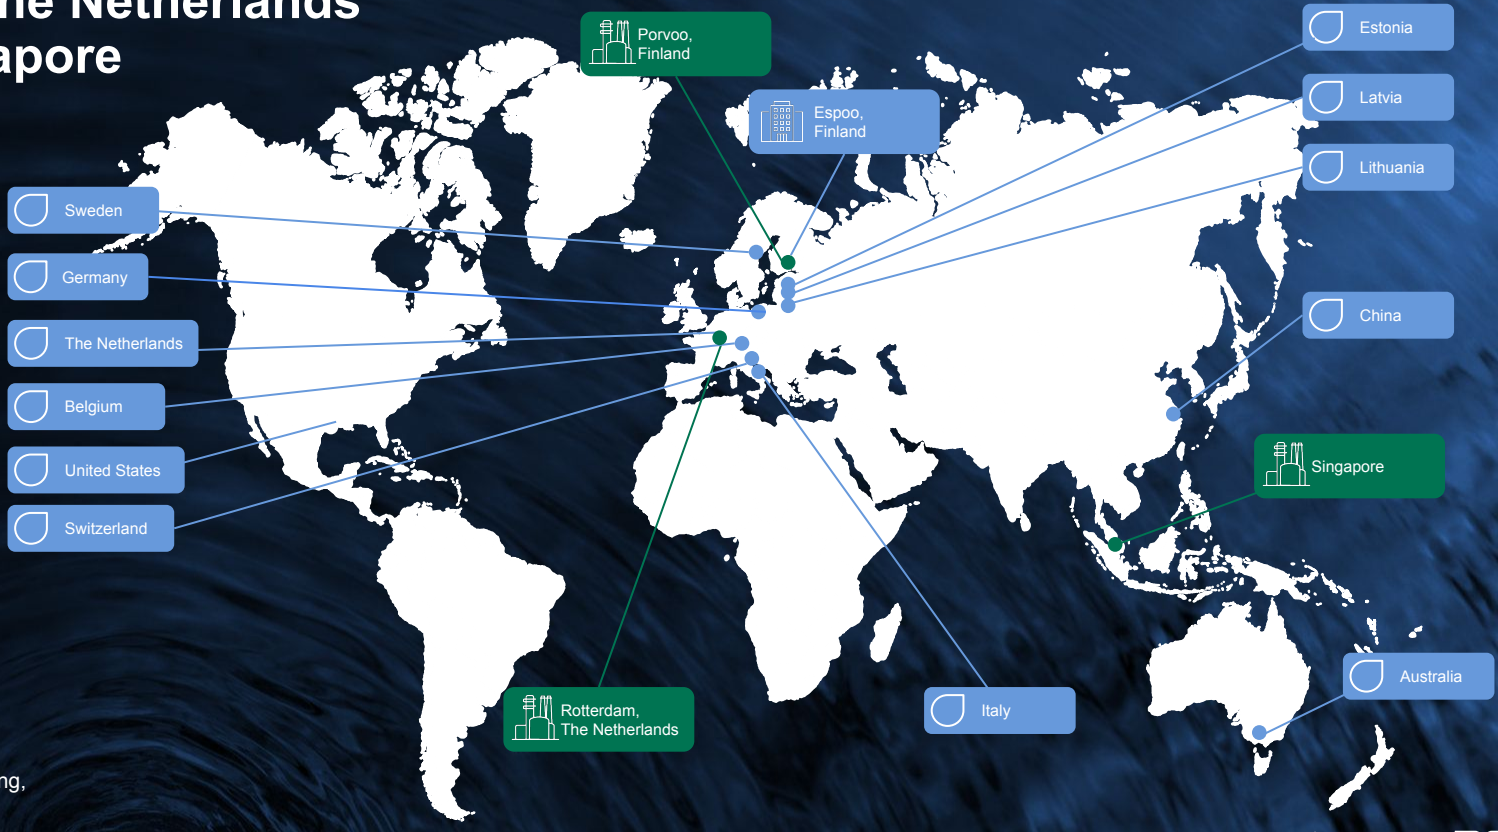 he Netherlands
apore
Porvoo,
Finland
Espoo,
Finland
Estonia
Latvia
Lithuania
Sweden
Germany
The Netherlands
Belgium
United States
Switzerland
China
Singapore
Australia
Rotterdam,
The Netherlands
Italy
ng,